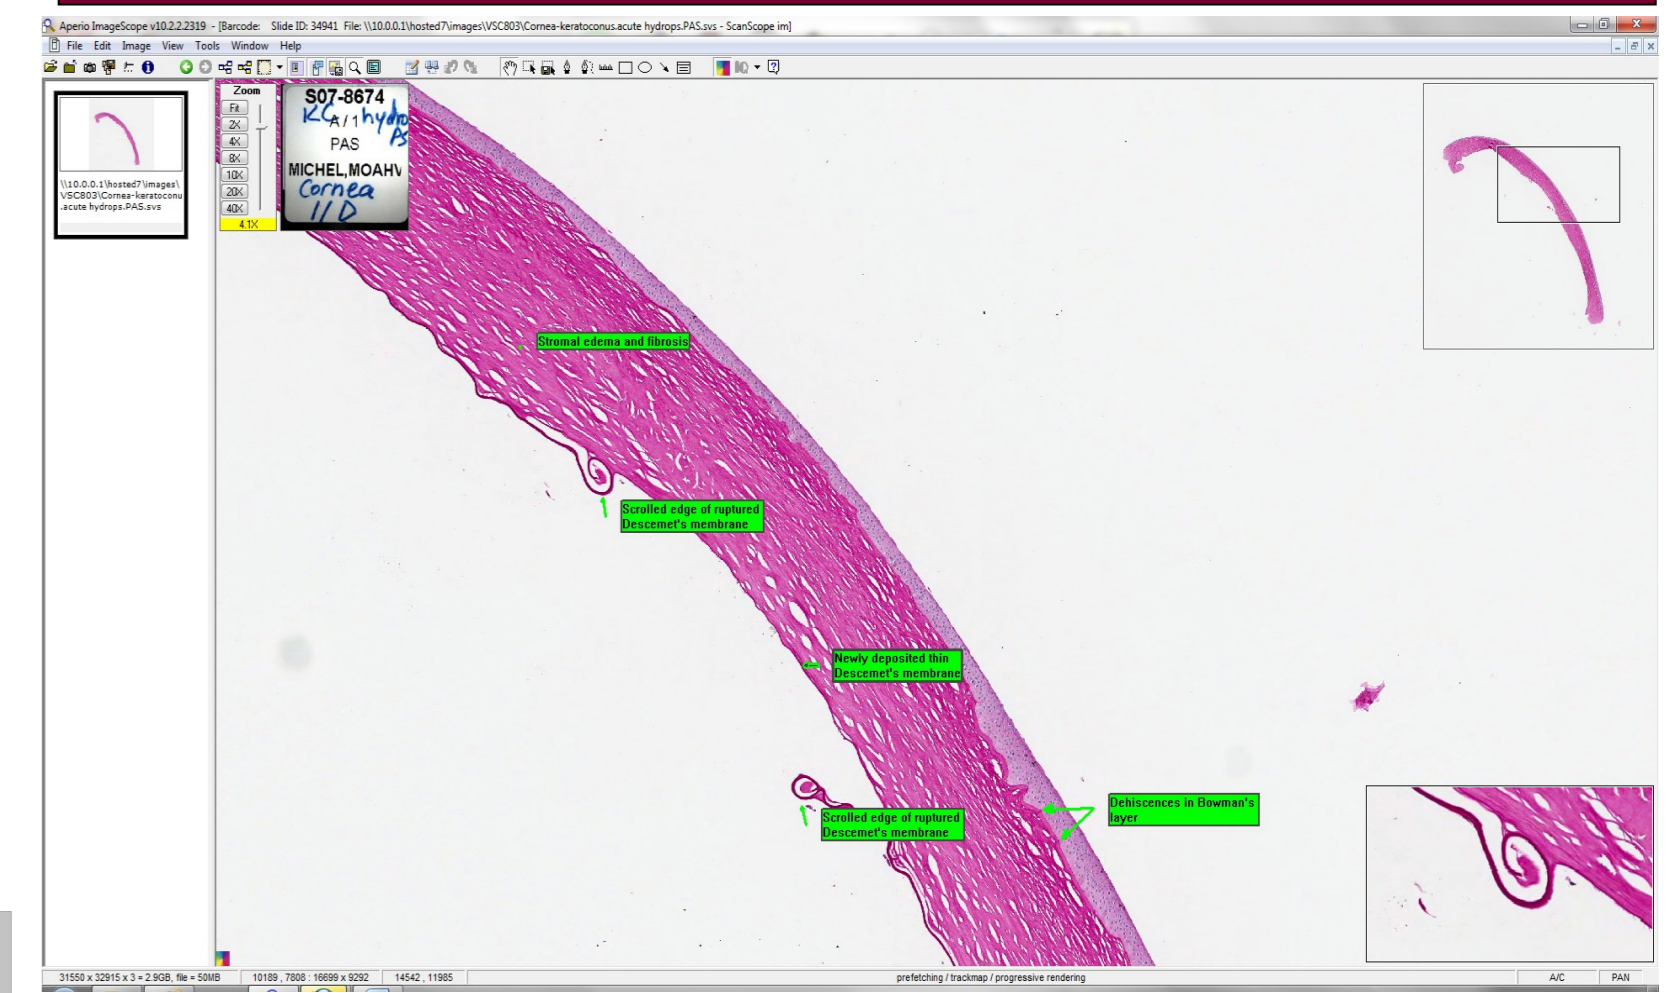 Aperio ImageScope v10.2.2.2319 - [Barcode: Slide ID: 34941 File: \\10.0.0.1\hosted7\images\VSC803\Cornea-keratoconus.acute hydrops.PAS.svs - ScanScope im]
File Edit Image View Tools Window Help
\\10.0.0.1\hosted7\images\
VSC803\Cornea-keratoconu
.acute hydrops.PAS.svs
Zoom
Fit
2X
4X
8X
10X
20X
40X
4.1X
S07-8674
KC hydro
A/1
PS
PAS
MICHEL,MOAHV
Cornea
11D
Stromal edema and fibrosis
Scrolled edge of ruptured
Descemet's membrane
Newly deposited thin
Descemet's membrane
Scrolled edge of ruptured
Descemet's membrane
Dehiscences in Bowman's
layer
31550 x 32915 x 3 = 2.9GB, file = 50MB
10189 , 7808 : 16699 x 9292
14542 , 11985
prefetching / trackmap / progressive rendering
A/C
PAN